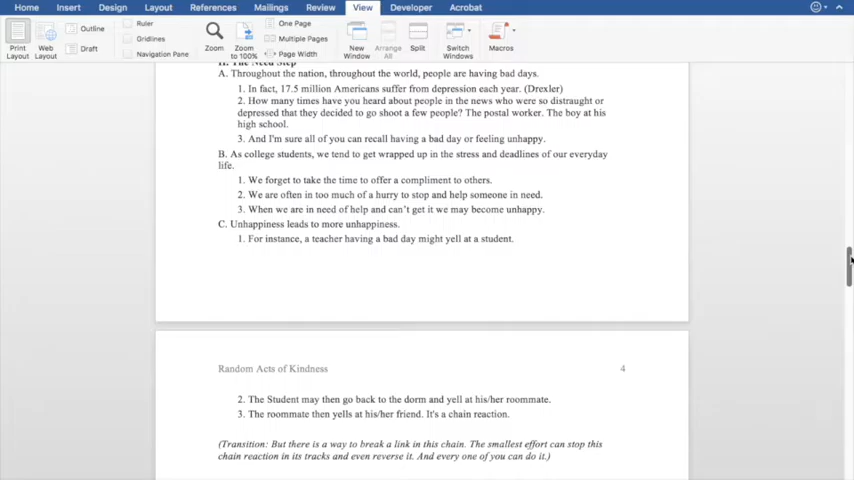 Home Insert Design Layout References Mailings Review View Developer Acrobat
Ruler
One Page
Outline
Gridlines
Multiple Pages
Draft
Navigation Pane
Page Width
Print Layout
Web Layout
Zoom
Zoom to 100%
New Window
Arrange All
Split
Switch Windows
Macros
II. The Need Step
A. Throughout the nation, throughout the world, people are having bad days.
1. In fact, 17.5 million Americans suffer from depression each year. (Drexler)
2. How many times have you heard about people in the news who were so distraught or
depressed that they decided to go shoot a few people? The postal worker. The boy at his
high school.
3. And I'm sure all of you can recall having a bad day or feeling unhappy.
B. As college students, we tend to get wrapped up in the stress and deadlines of our everyday
life.
1. We forget to take the time to offer a compliment to others.
2. We are often in too much of a hurry to stop and help someone in need.
3. When we are in need of help and can't get it we may become unhappy.
C. Unhappiness leads to more unhappiness.
1. For instance, a teacher having a bad day might yell at a student.
Random Acts of Kindness 4
2. The Student may then go back to the dorm and yell at his/her roommate.
3. The roommate then yells at his/her friend. It's a chain reaction.
(Transition: But there is a way to break a link in this chain. The smallest effort can stop this
chain reaction in its tracks and even reverse it. And every one of you can do it.)